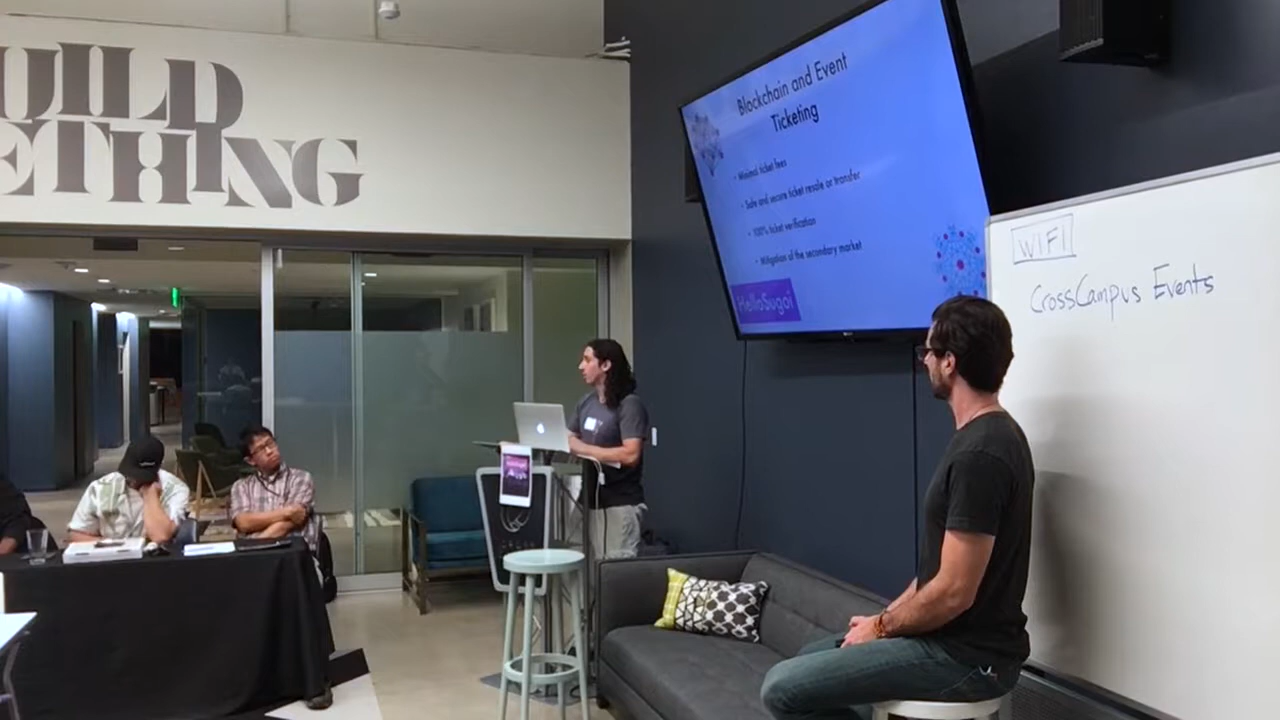 UILD
ETHING
Blockchain and Event
Ticketing
• Minimal ticket fees
• Safe and secure ticket resale or transfer
• 100% ticket verification
• Mitigation of the secondary market
HelloSugoi
WIFI
CrossCampus Events